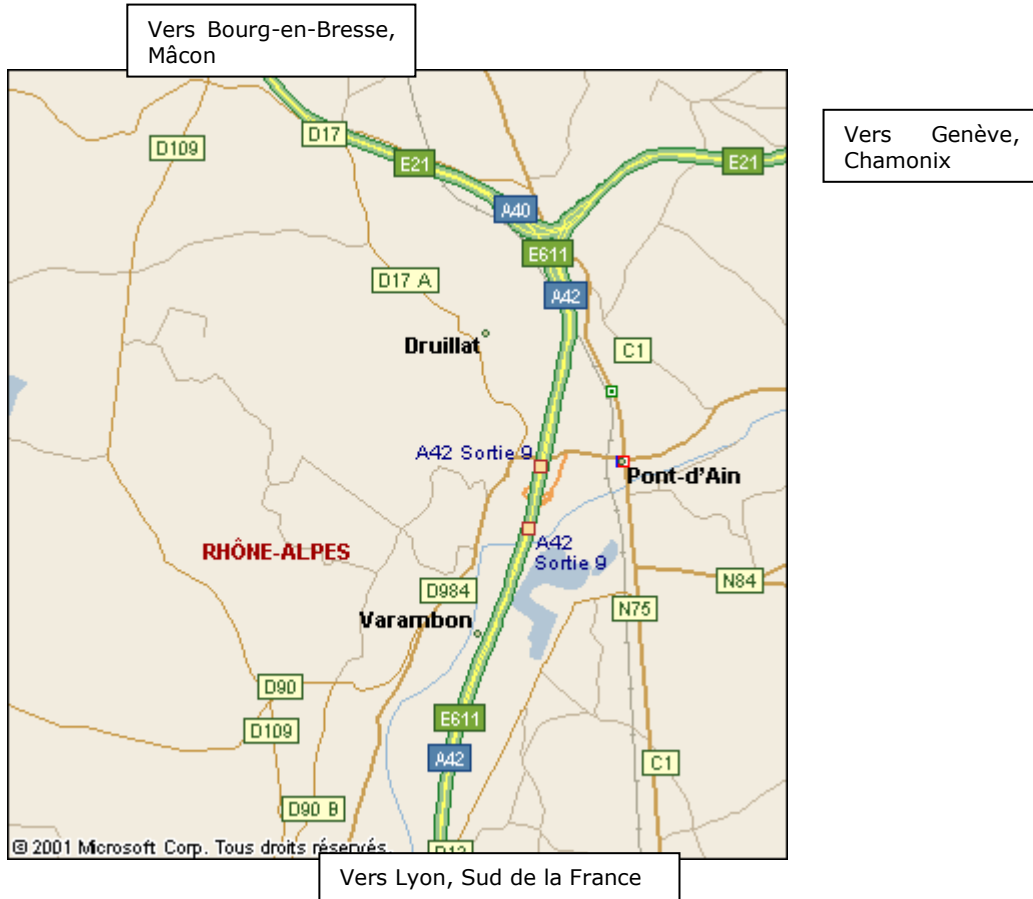 Vers Bourg-en-Bresse,
Mâcon
Vers Genève,
Chamonix
D17
D109
E21
E21
A40
E611
D17 A
A42
Druillat
C1
A42 Sortie 9
Pont-d'Ain
RHÔNE-ALPES
A42
Sortie 9
N84
D984
N75
Varambon
D90
E611
D109
A42
C1
D90 B
© 2001 Microsoft Corp. Tous droits réservés.
Vers Lyon, Sud de la France